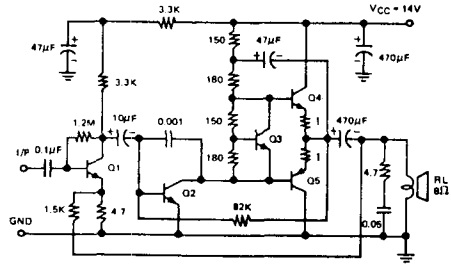 3.3K
VCC = 14V
47µF
+
−
150
47µF
+
−
+
−
470µF
3.3K
180
Q4
1.2M
10µF
+
−
0.001
150
Q3
1
470µF
+
−
I/P
0.1µF
Q1
180
1
4.7
RL
8Ω
Q2
Q5
1.5K
4.7
82K
0.05
GND